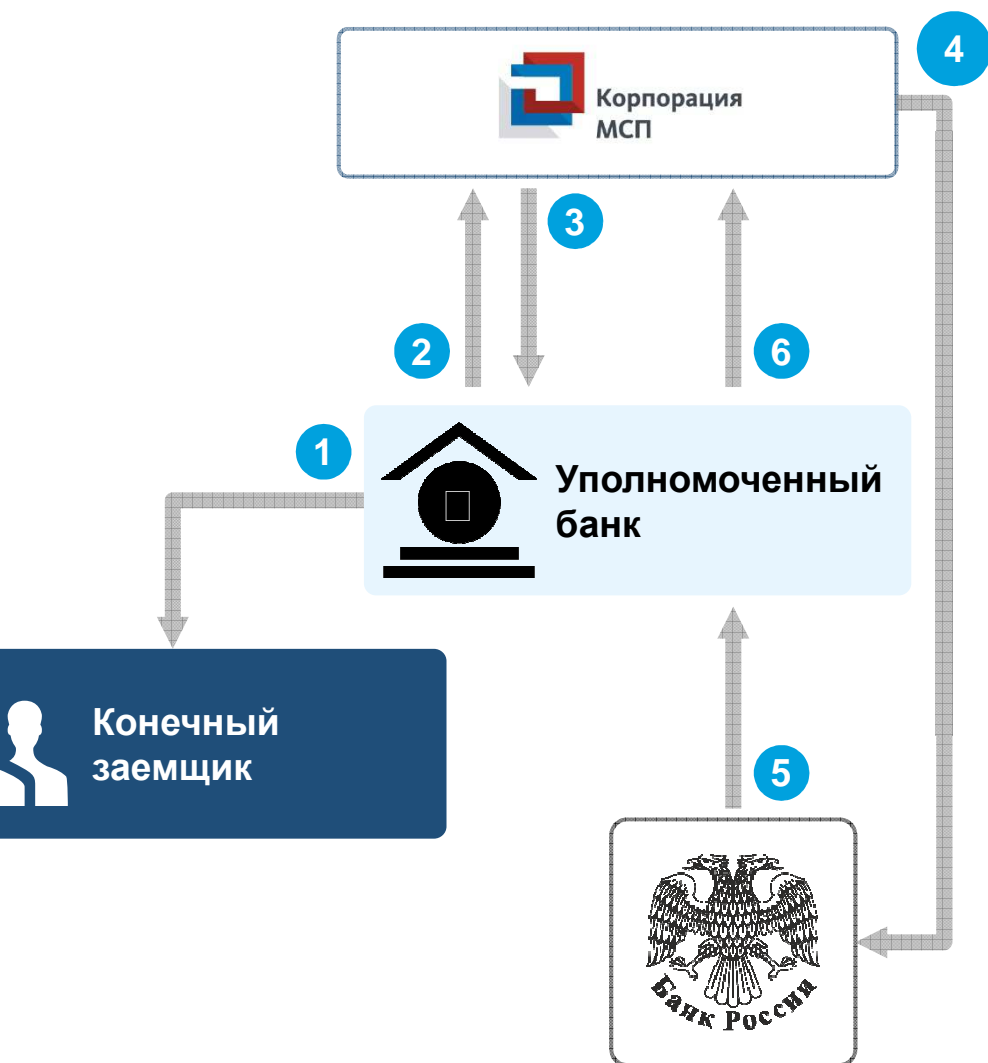 4
Корпорация
МСП
3
2
6
1
Уполномоченный
банк
Конечный
заемщик
5
Банк России